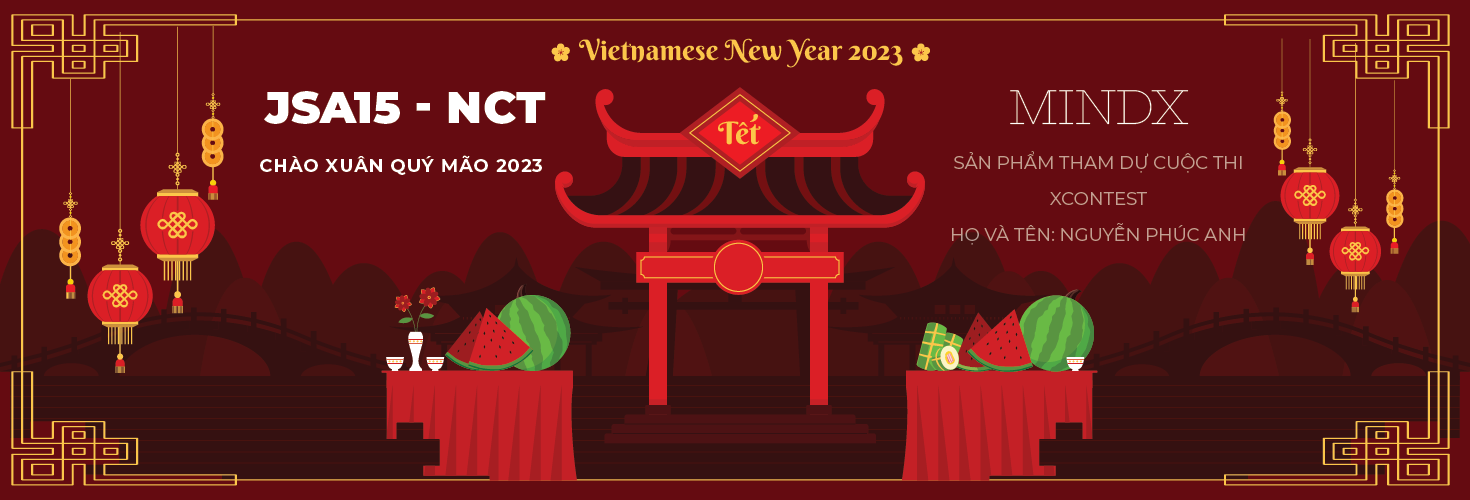 Vietnamese New Year 2023
JSA15 - NCT
CHÀO XUÂN QUÝ MÃO 2023
Tết
MINDX
SẢN PHẨM THAM DỰ CUỘC THI
XCONTEST
HỌ VÀ TÊN: NGUYỄN PHÚC ANH